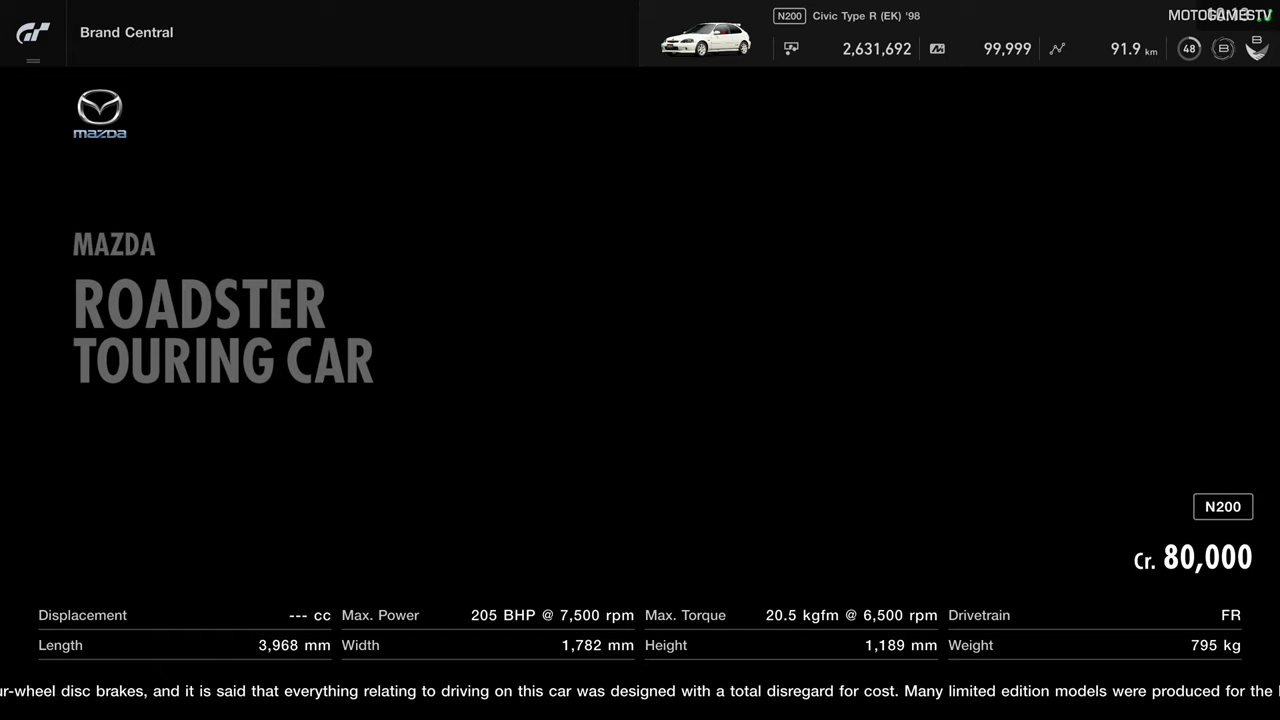 Brand Central
N200 Civic Type R (EK) '98
MOTOGAMESTV
2,631,692 99,999 91.9 km 48 B B
mazda
MAZDA
ROADSTER
TOURING CAR
N200
Cr. 80,000
Displacement --- cc Max. Power 205 BHP @ 7,500 rpm Max. Torque 20.5 kgfm @ 6,500 rpm Drivetrain FR
Length 3,968 mm Width 1,782 mm Height 1,189 mm Weight 795 kg
ur-wheel disc brakes, and it is said that everything relating to driving on this car was designed with a total disregard for cost. Many limited edition models were produced for the